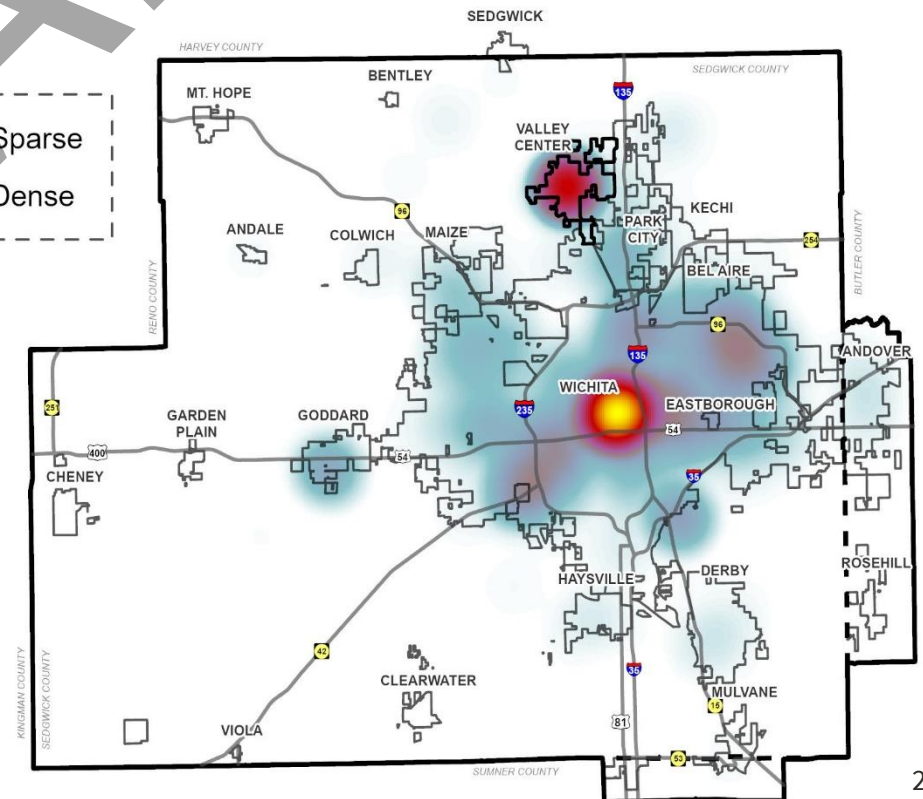 SEDGWICK
HARVEY COUNTY
SEDGWICK COUNTY
BENTLEY
MT. HOPE
135
Sparse
Dense
VALLEY
CENTER
96
ANDALE
COLWICH
MAIZE
PARK
CITY
KECHI
254
BEL AIRE
RENO COUNTY
BUTLER COUNTY
96
135
ANDOVER
WICHITA
EASTBOROUGH
251
235
GARDEN
PLAIN
GODDARD
54
400
54
CHENEY
35
HAYSVILLE
DERBY
ROSEHILL
42
KINGMAN COUNTY
SEDGWICK COUNTY
CLEARWATER
35
MULVANE
15
81
VIOLA
53
SUMNER COUNTY
2